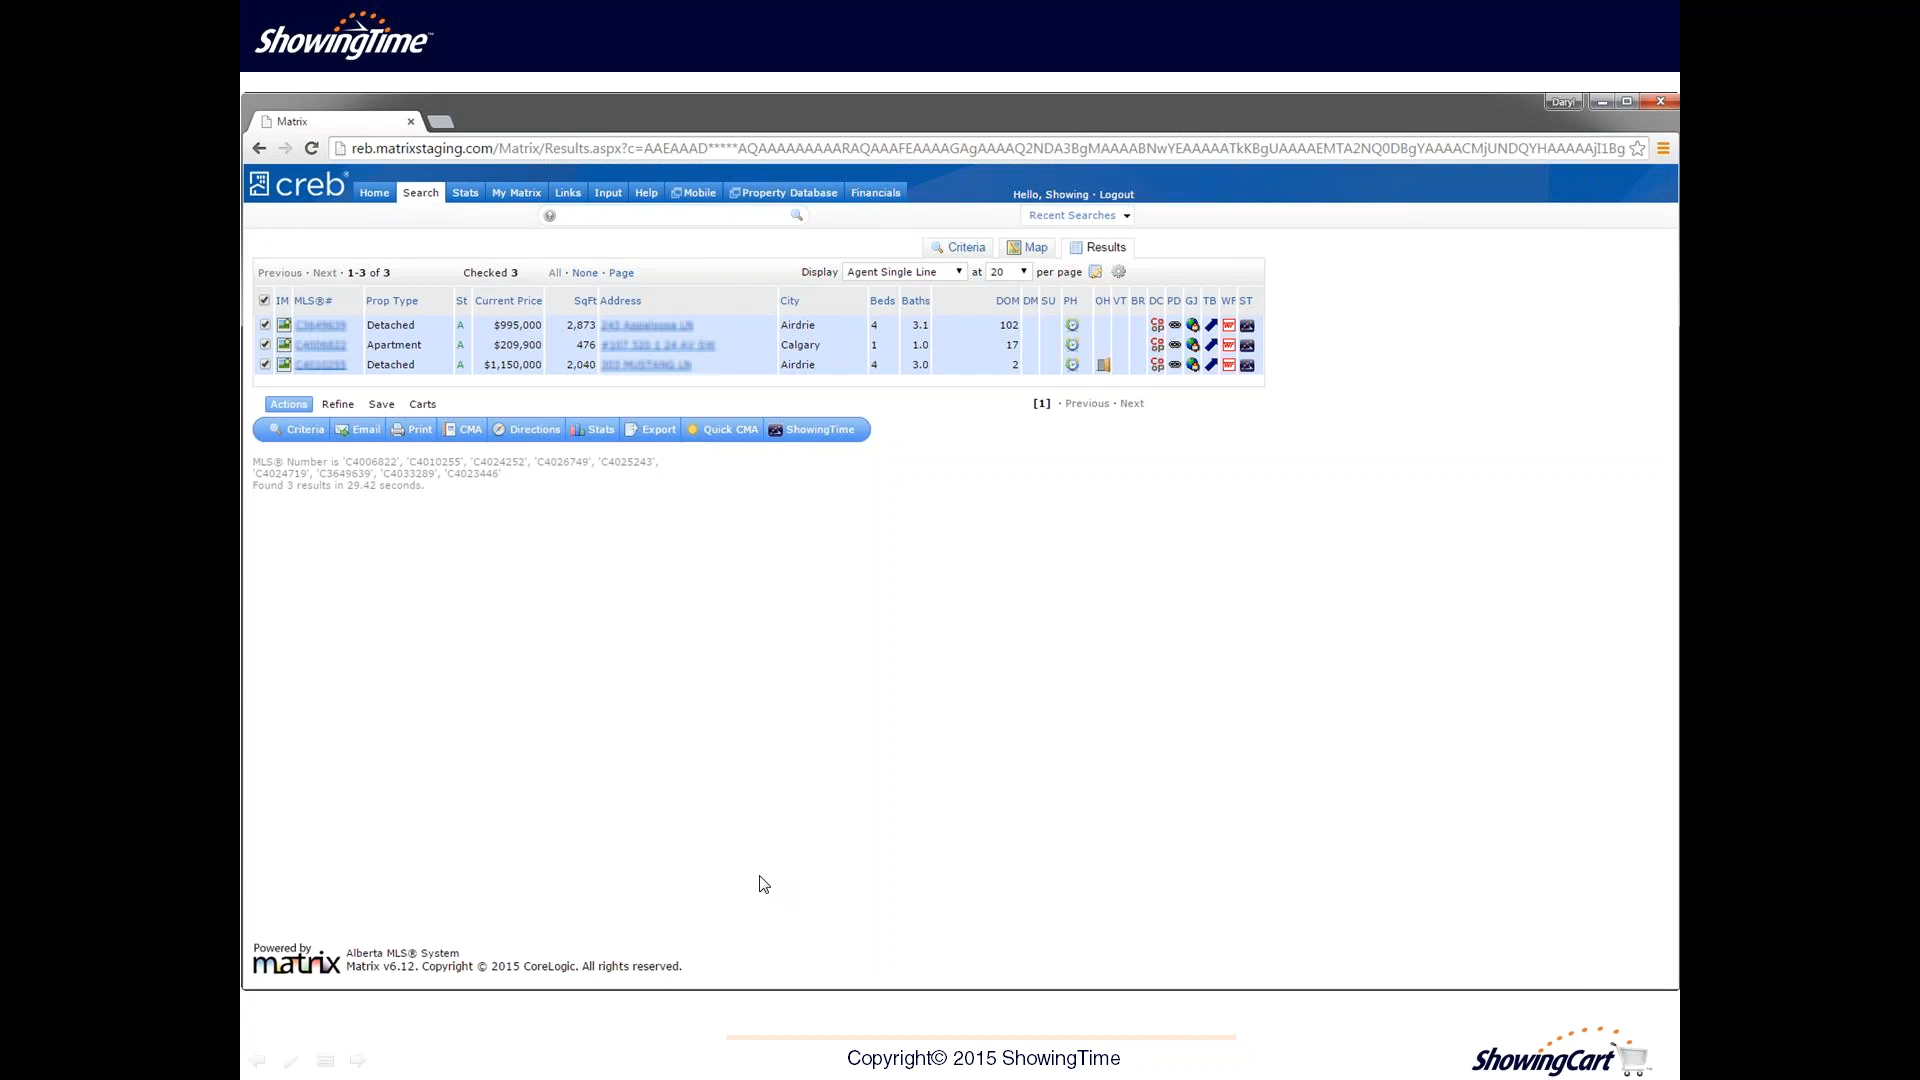 ShowingTime
Daryl
Matrix
reb.matrixstaging.com/Matrix/Results.aspx?c=AAEAAAD*****AQAAAAAAAAARAQAAAFEAAAAGAgAAAAQ2NDA3BgMAAAABNwYEAAAAATkKBgUAAAAEMTA2NQ0DBgYAAAACMjUNDQYHAAAAAjI1Bg
creb®
Home Search Stats My Matrix Links Input Help Mobile Property Database Financials
Hello, Showing · Logout
Recent Searches
Criteria Map Results
Previous · Next · 1-3 of 3 Checked 3 All · None · Page Display Agent Single Line at 20 per page
IM MLS®# Prop Type St Current Price SqFt Address City Beds Baths DOM DM SU PH OH VT BR DC PD GJ TB WF ST
Detached A $995,000 2,873 Airdrie 4 3.1 102
Apartment A $209,900 476 Calgary 1 1.0 17
Detached A $1,150,000 2,040 Airdrie 4 3.0 2
Actions Refine Save Carts [1] · Previous · Next
Criteria Email Print CMA Directions Stats Export Quick CMA ShowingTime
MLS® Number is 'C4006822', 'C4010255', 'C4024252', 'C4026749', 'C4025243',
'C4024719', 'C3649639', 'C4033289', 'C4023446'
Found 3 results in 29.42 seconds.
Powered by
matrix
Alberta MLS® System
Matrix v6.12. Copyright © 2015 CoreLogic. All rights reserved.
Copyright© 2015 ShowingTime
ShowingCart